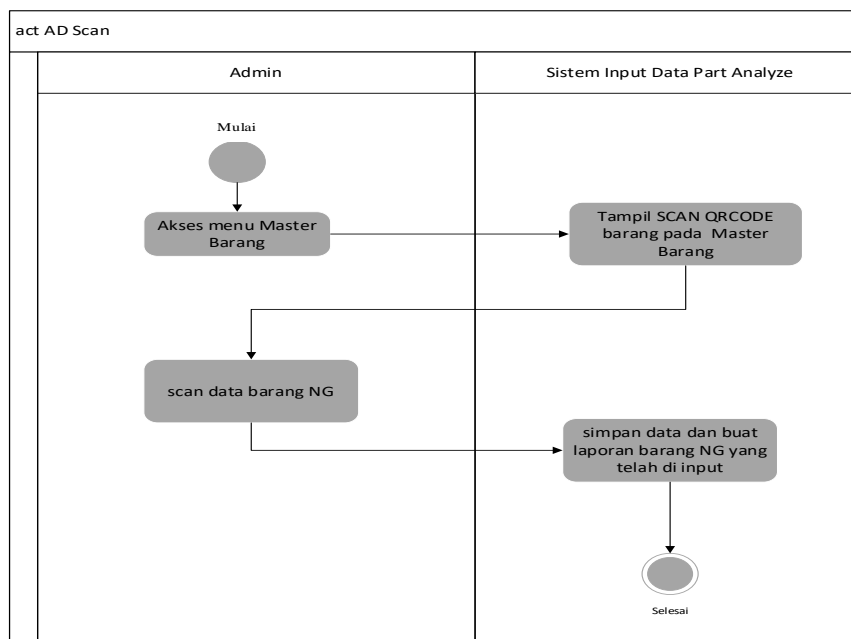 act AD Scan
Admin
Sistem Input Data Part Analyze
Mulai
Akses menu Master
Barang
Tampil SCAN QRCODE
barang pada Master
Barang
scan data barang NG
simpan data dan buat
laporan barang NG yang
telah di input
Selesai